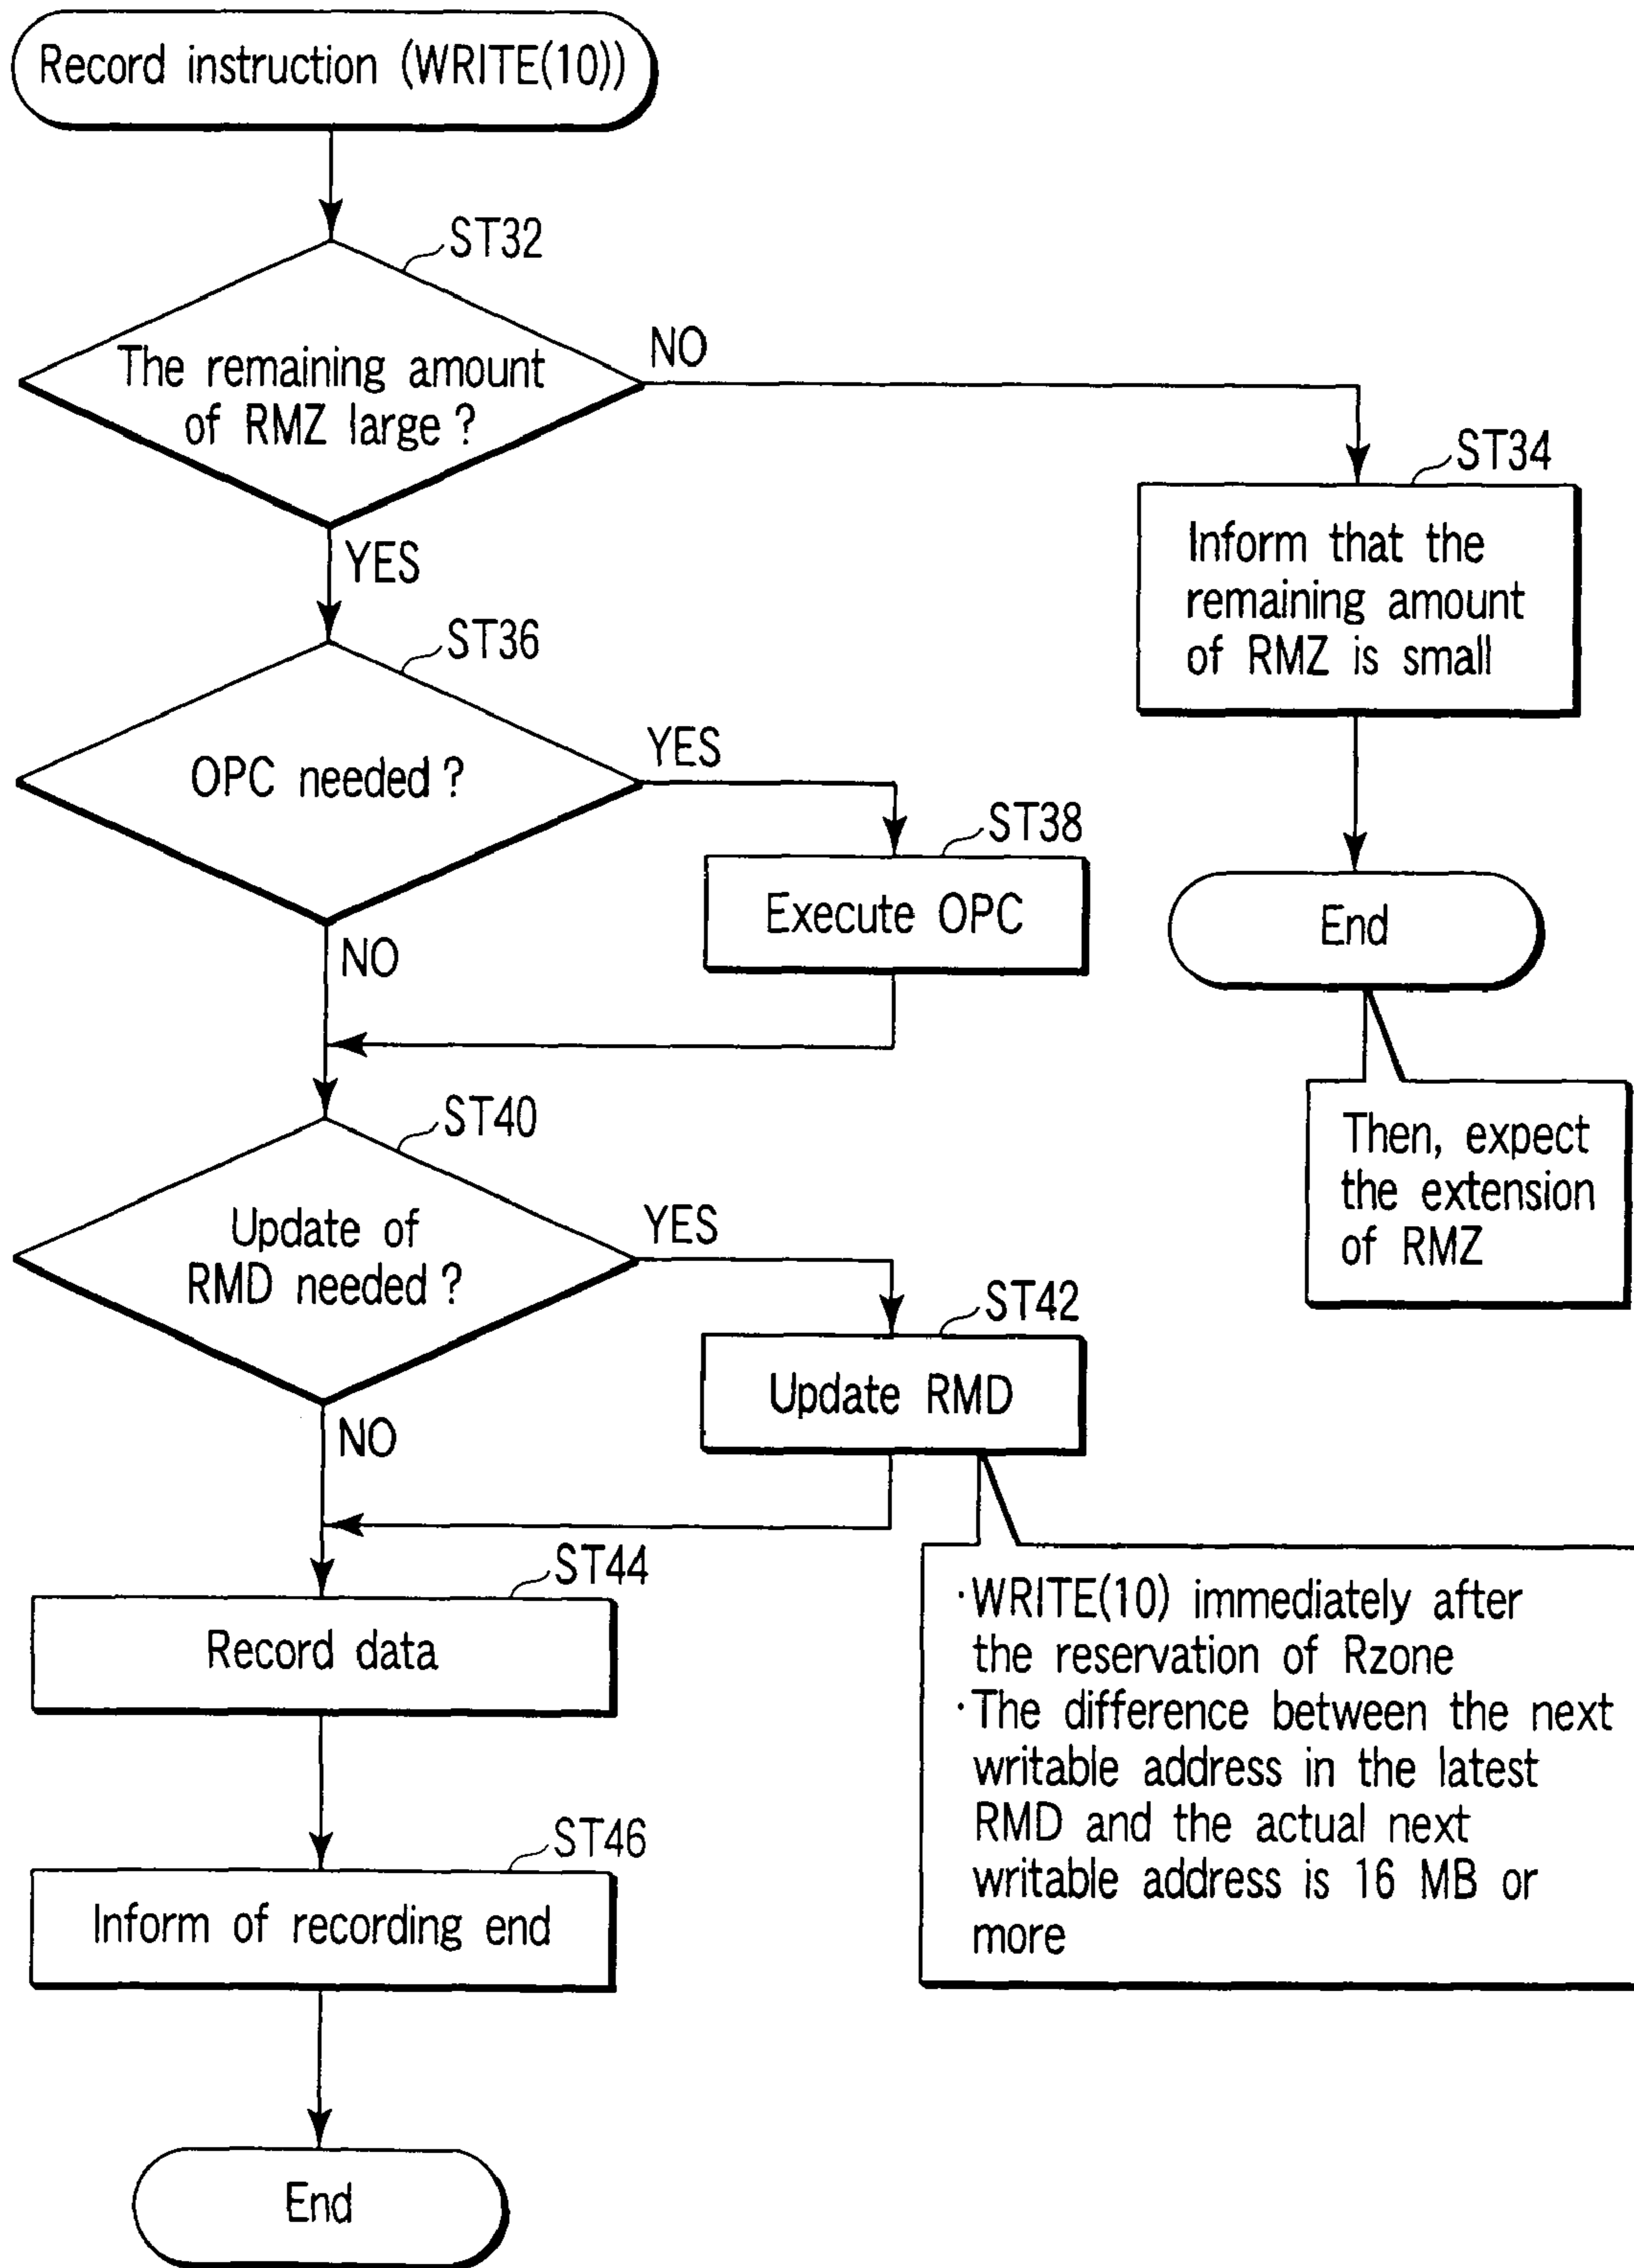 Record instruction (WRITE(10))
ST32
The remaining amount
of RMZ large ?
NO
YES
ST34
Inform that the
remaining amount
of RMZ is small
End
Then, expect
the extension
of RMZ
ST36
OPC needed ?
YES
NO
ST38
Execute OPC
ST40
Update of
RMD needed ?
YES
NO
ST42
Update RMD
·WRITE(10) immediately after
the reservation of Rzone
·The difference between the next
writable address in the latest
RMD and the actual next
writable address is 16 MB or
more
ST44
Record data
ST46
Inform of recording end
End